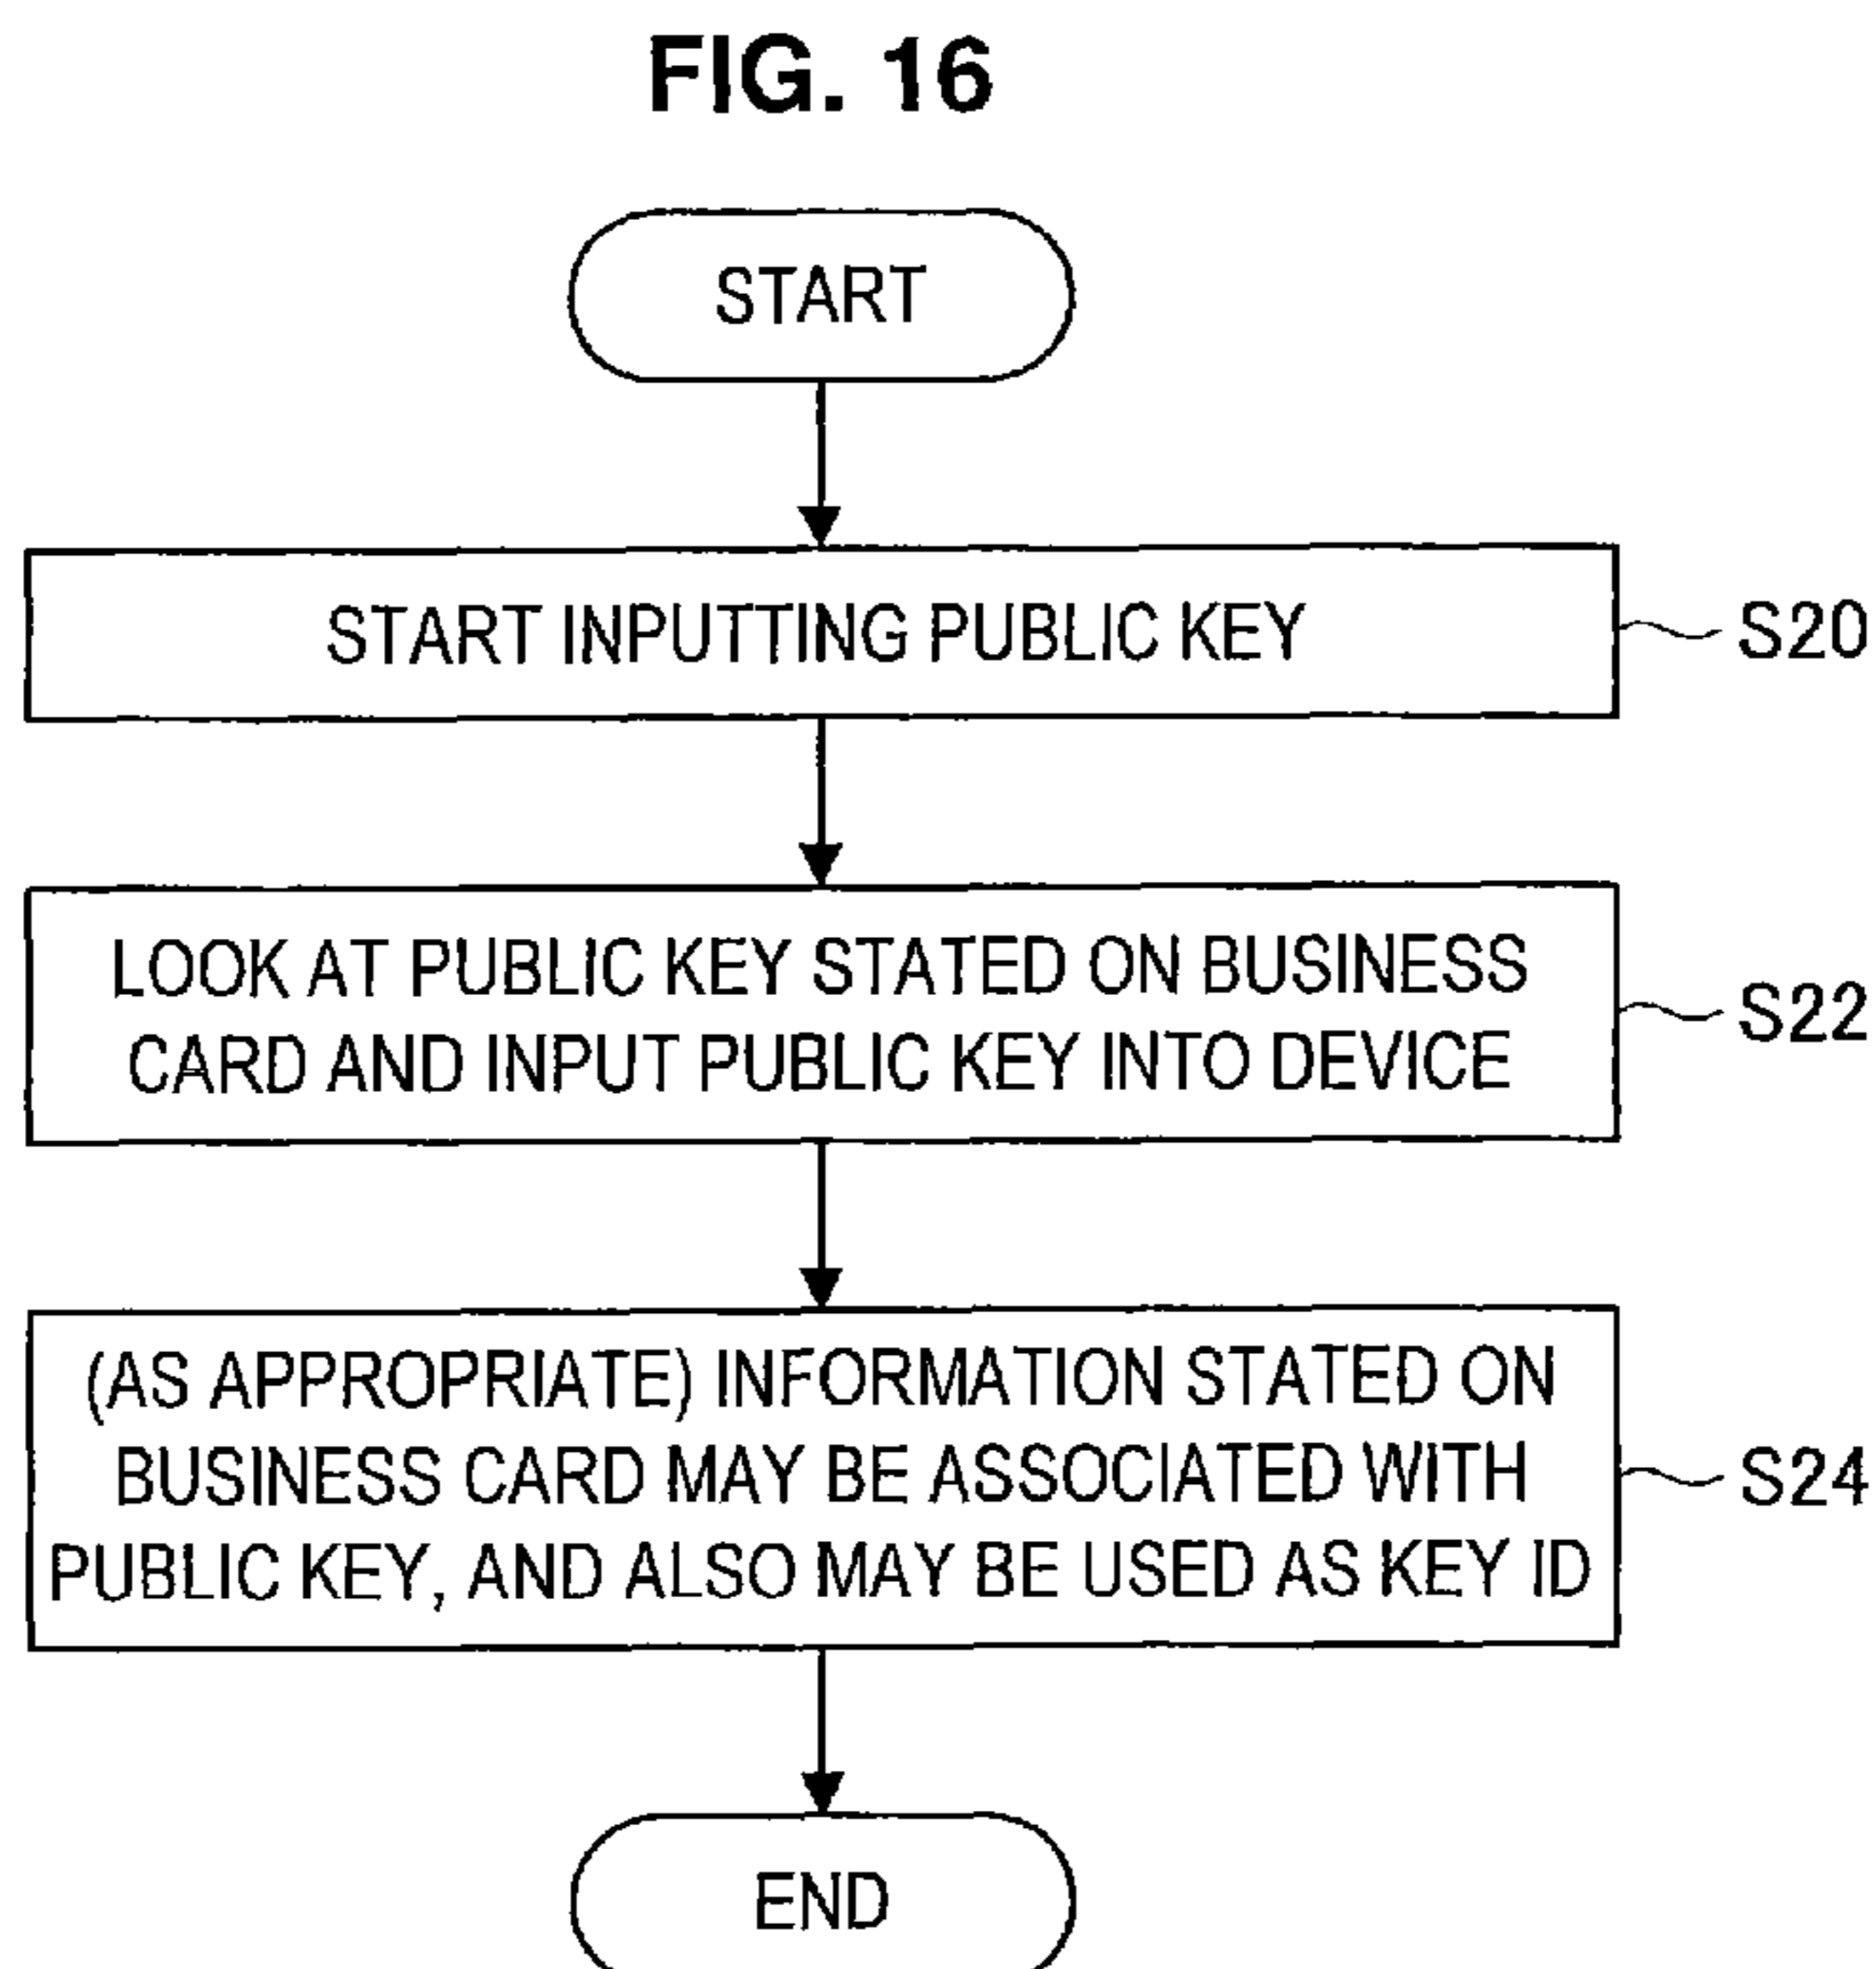 FIG. 16
START
START INPUTTING PUBLIC KEY
S20
LOOK AT PUBLIC KEY STATED ON BUSINESS
CARD AND INPUT PUBLIC KEY INTO DEVICE
S22
(AS APPROPRIATE) INFORMATION STATED ON
BUSINESS CARD MAY BE ASSOCIATED WITH
PUBLIC KEY, AND ALSO MAY BE USED AS KEY ID
S24
END